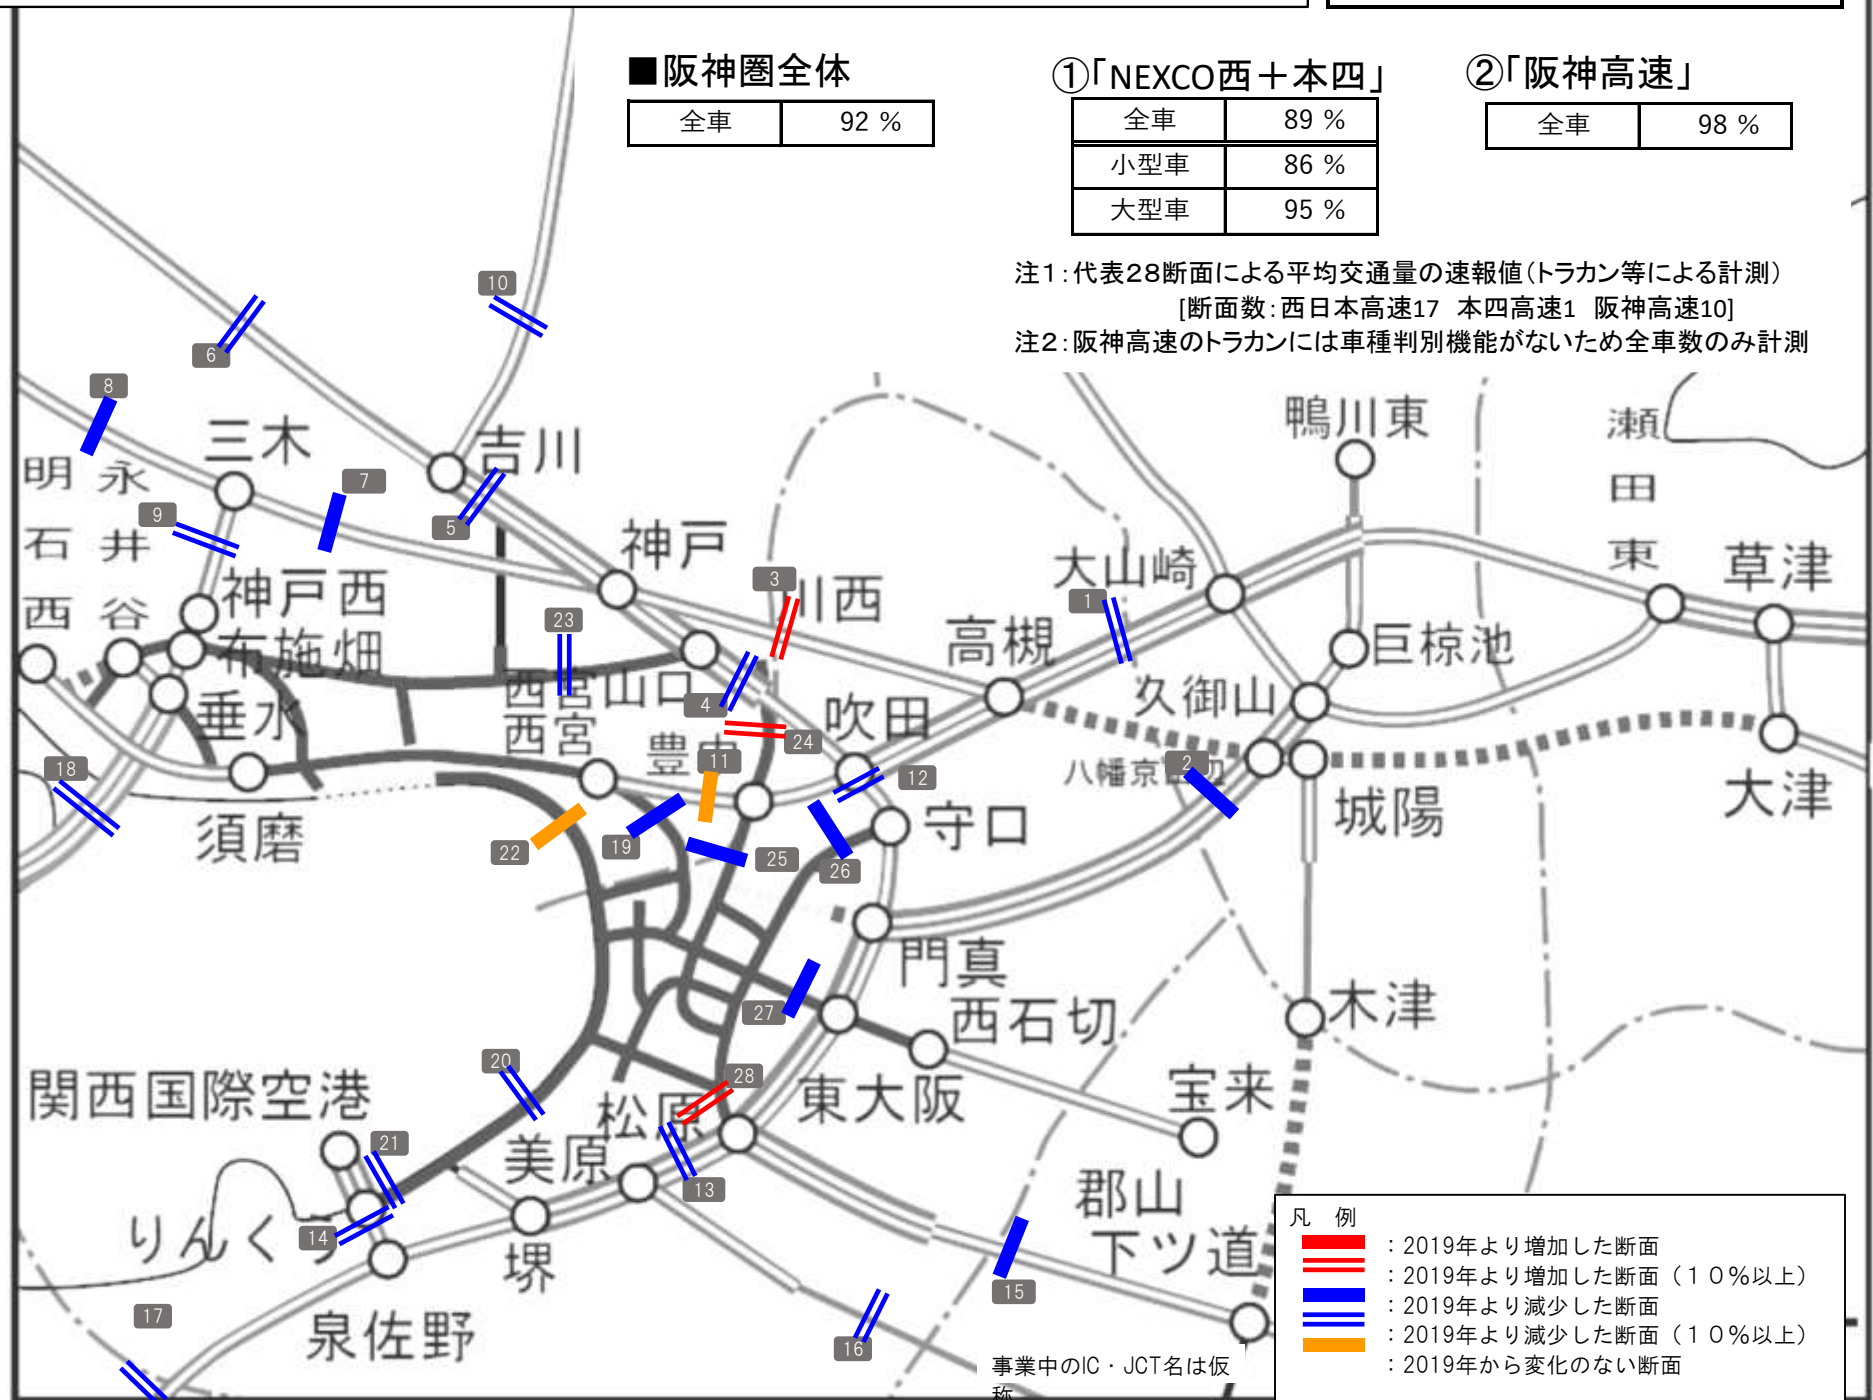 ■阪神圏全体
全車 92 %
①「NEXCO西＋本四」
全車 89 %
小型車 86 %
大型車 95 %
②「阪神高速」
全車 98 %
注1：代表28断面による平均交通量の速報値（トラカン等による計測）
[断面数：西日本高速17 本四高速1 阪神高速10]
注2：阪神高速のトラカンには車種判別機能がないため全車数のみ計測
10
6
8
三木
吉川
鴨川東
瀬田東
明石西
永井谷
7
9
5
神戸
3
川西
大山崎
1
草津
神戸西
布施畑
23
高槻
巨椋池
西宮山口
西宮
4
吹田
久御山
垂水
豊中
24
11
12
2
18
八幡京田辺
大津
須磨
22
19
25
26
守口
城陽
門真
27
西石切
木津
20
28
関西国際空港
松原
東大阪
宝来
21
美原
13
郡山
下ツ道
りんくう
14
堺
15
17
泉佐野
16
事業中のIC・JCT名は仮
称
凡 例
：2019年より増加した断面
：2019年より増加した断面（１０％以上）
：2019年より減少した断面
：2019年より減少した断面（１０％以上）
：2019年から変化のない断面